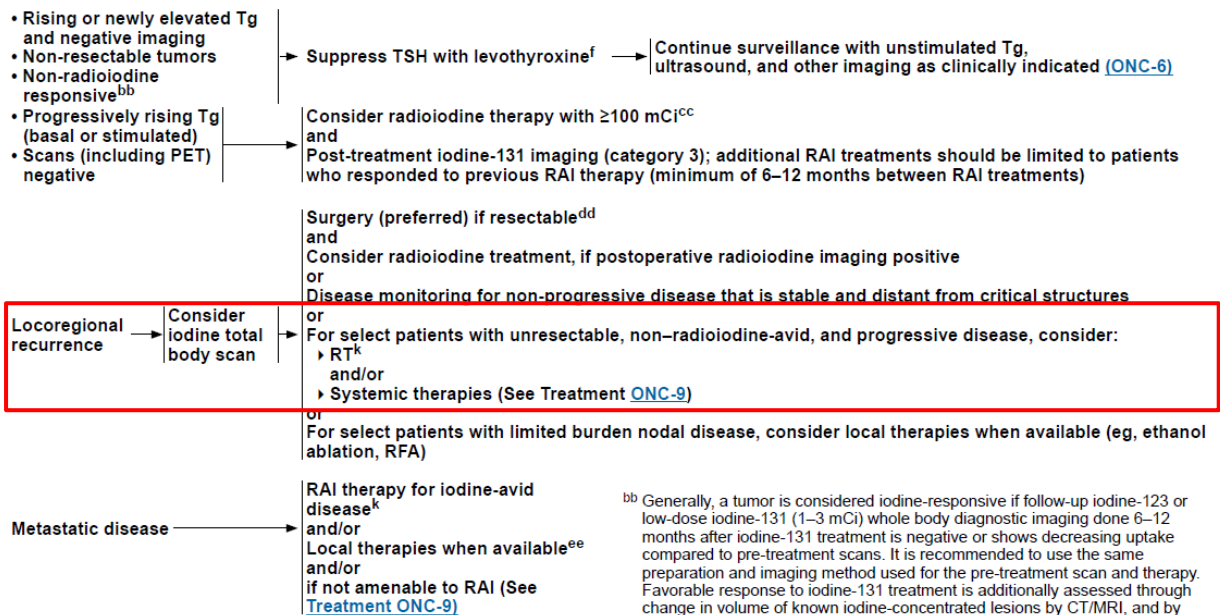 • Rising or newly elevated Tg
and negative imaging
• Non-resectable tumors
• Non-radioiodine
responsivebb
Suppress TSH with levothyroxinef
Continue surveillance with unstimulated Tg,
ultrasound, and other imaging as clinically indicated (ONC-6)
• Progressively rising Tg
(basal or stimulated)
• Scans (including PET)
negative
Consider radioiodine therapy with ≥100 mCicc
and
Post-treatment iodine-131 imaging (category 3); additional RAI treatments should be limited to patients
who responded to previous RAI therapy (minimum of 6–12 months between RAI treatments)
Locoregional
recurrence
Consider
iodine total
body scan
Surgery (preferred) if resectabledd
and
Consider radioiodine treatment, if postoperative radioiodine imaging positive
or
Disease monitoring for non-progressive disease that is stable and distant from critical structures
or
For select patients with unresectable, non–radioiodine-avid, and progressive disease, consider:
▸ RTk
and/or
▸ Systemic therapies (See Treatment ONC-9)
or
For select patients with limited burden nodal disease, consider local therapies when available (eg, ethanol
ablation, RFA)
Metastatic disease
RAI therapy for iodine-avid
diseasek
and/or
Local therapies when availableee
and/or
if not amenable to RAI (See
Treatment ONC-9)
bb Generally, a tumor is considered iodine-responsive if follow-up iodine-123 or
low-dose iodine-131 (1–3 mCi) whole body diagnostic imaging done 6–12
months after iodine-131 treatment is negative or shows decreasing uptake
compared to pre-treatment scans. It is recommended to use the same
preparation and imaging method used for the pre-treatment scan and therapy.
Favorable response to iodine-131 treatment is additionally assessed through
change in volume of known iodine-concentrated lesions by CT/MRI, and by